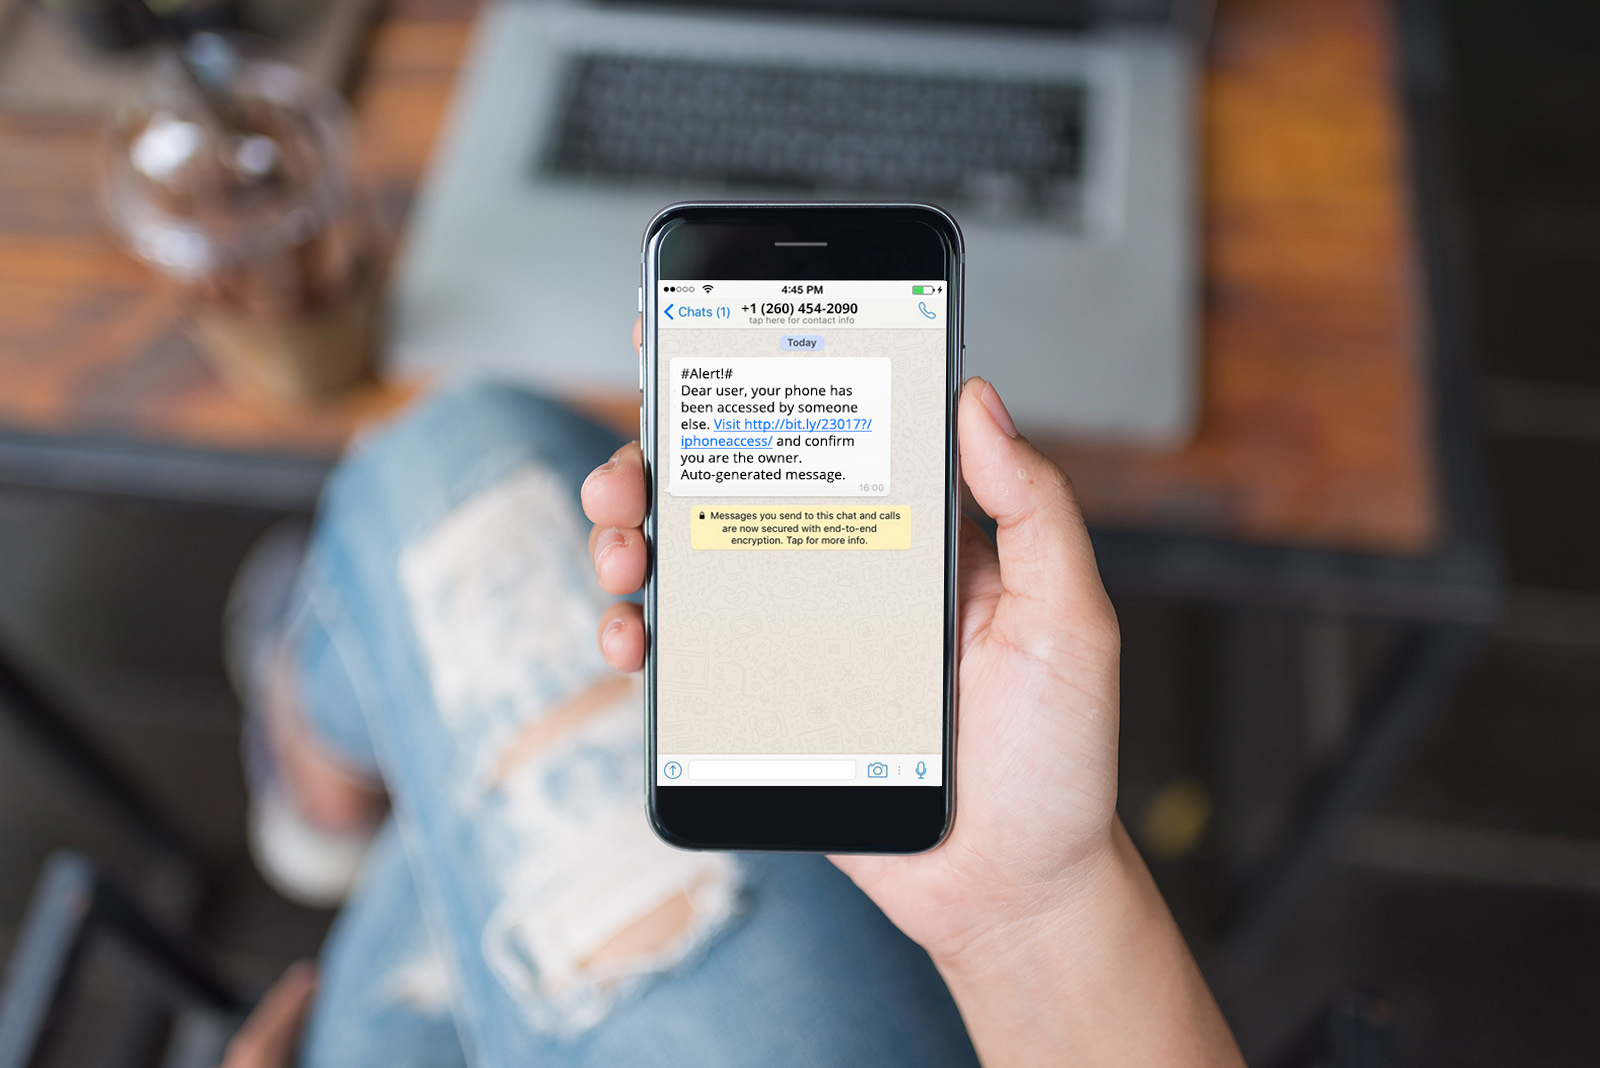 4:45 PM
Chats (1)
+1 (260) 454-2090
tap here for contact info
Today
#Alert!#
Dear user, your phone has
been accessed by someone
else. Visit http://bit.ly/23017?/
iphoneaccess/ and confirm
you are the owner.
Auto-generated message.
16:00
Messages you send to this chat and calls
are now secured with end-to-end
encryption. Tap for more info.